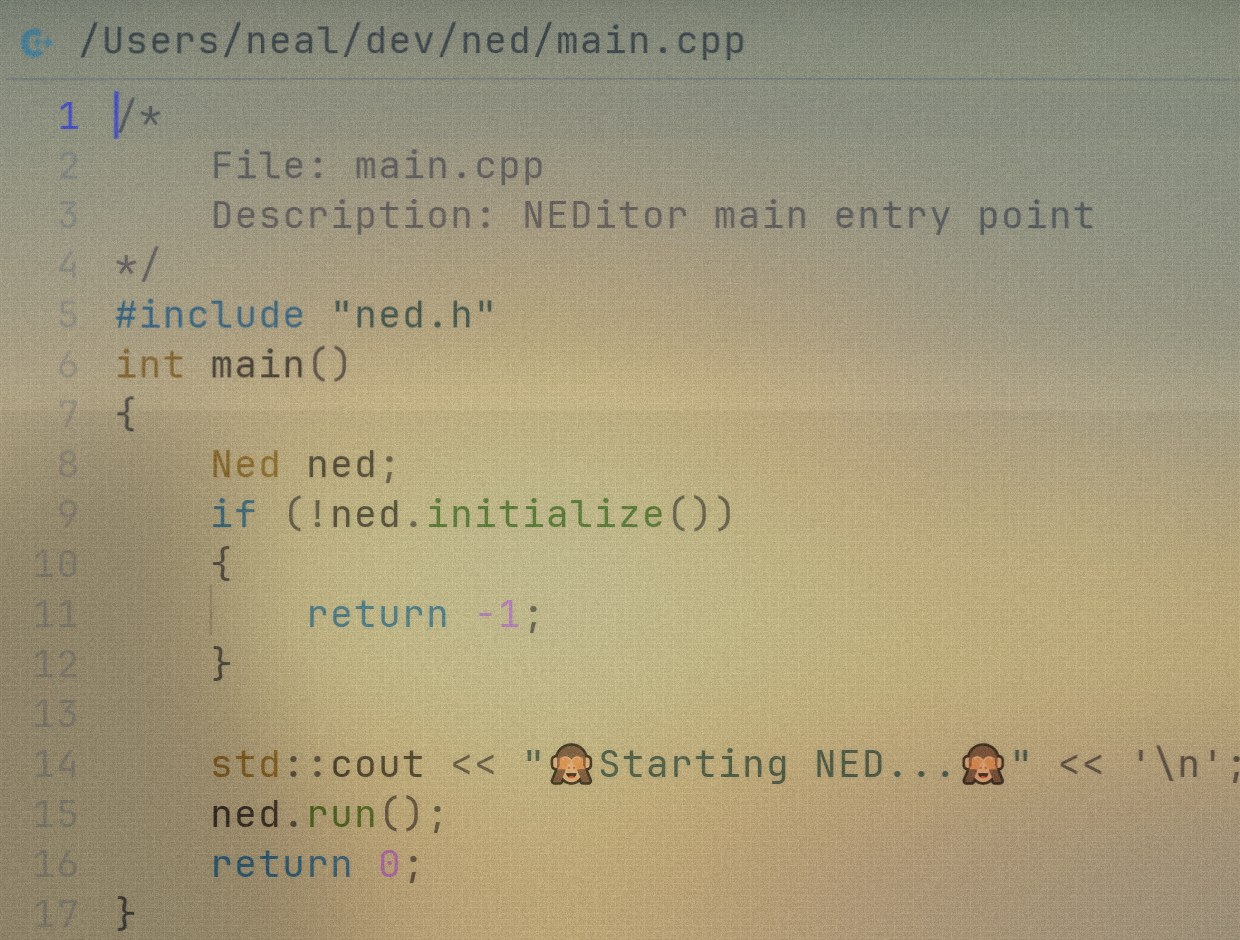 /Users/neal/dev/ned/main.cpp
1 /*
2     File: main.cpp
3     Description: NEDitor main entry point
4 */
5 #include "ned.h"
6 int main()
7 {
8     Ned ned;
9     if (!ned.initialize())
10     {
11         return -1;
12     }
13
14     std::cout << "🙈Starting NED...🙈" << '\n';
15     ned.run();
16     return 0;
17 }